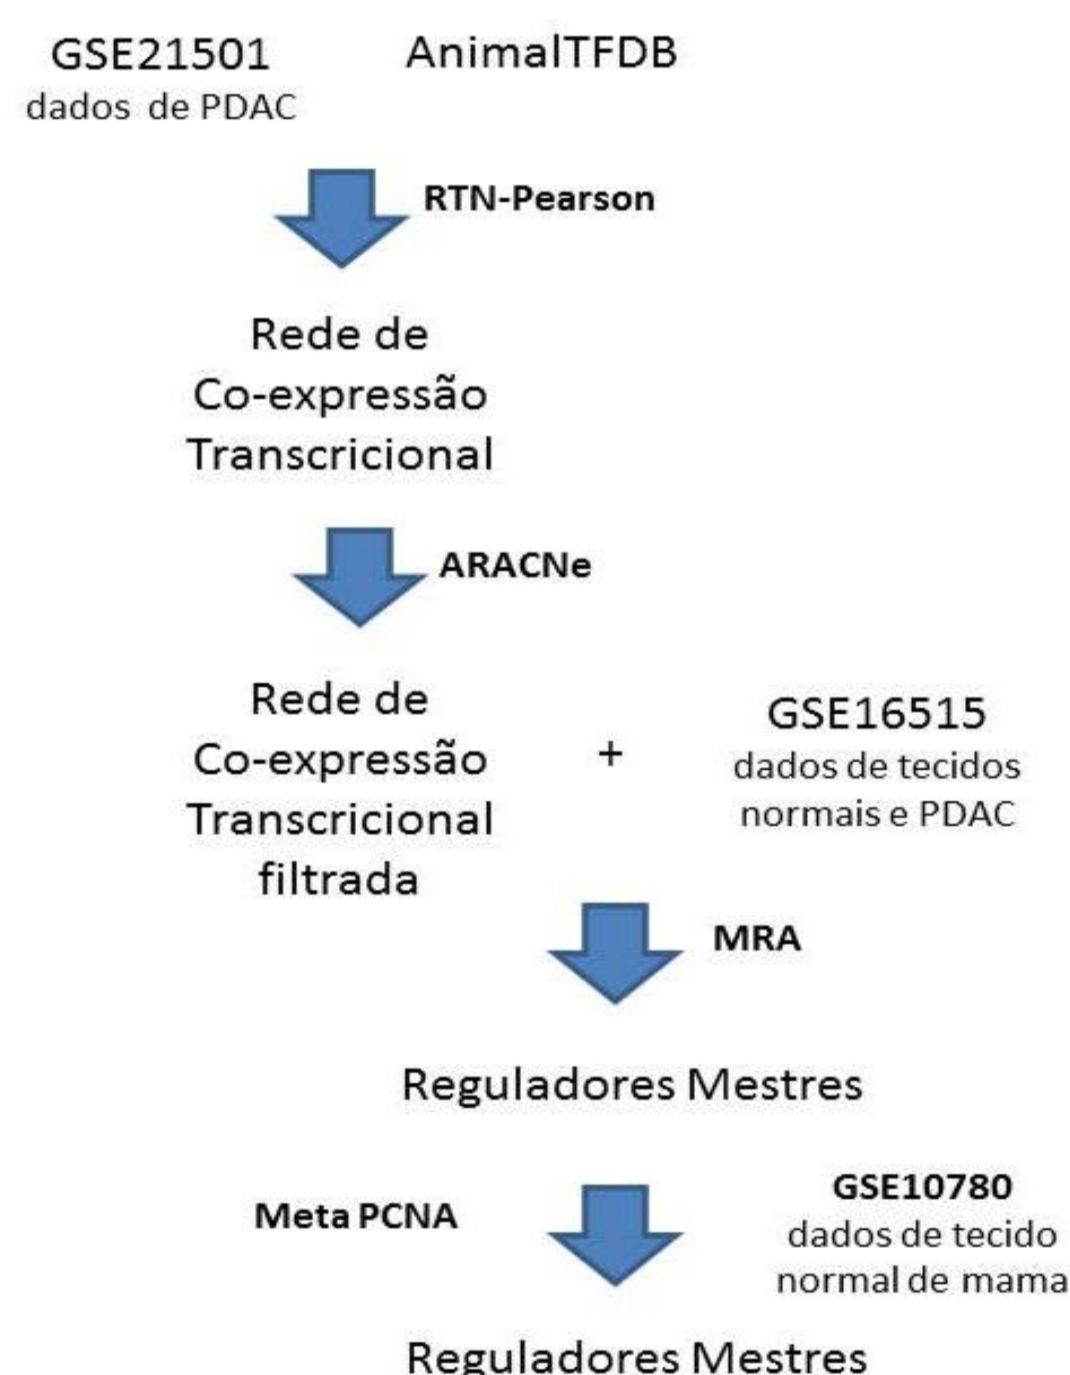 GSE21501
AnimalTFDB
dados de PDAC
RTN-Pearson
Rede de
Co-expressão
Transcricional
ARACNe
Rede de
Co-expressão
Transcricional
filtrada
+
GSE16515
dados de tecidos
normais e PDAC
MRA
Reguladores Mestres
Meta PCNA
GSE10780
dados de tecido
normal de mama
Reguladores Mestres